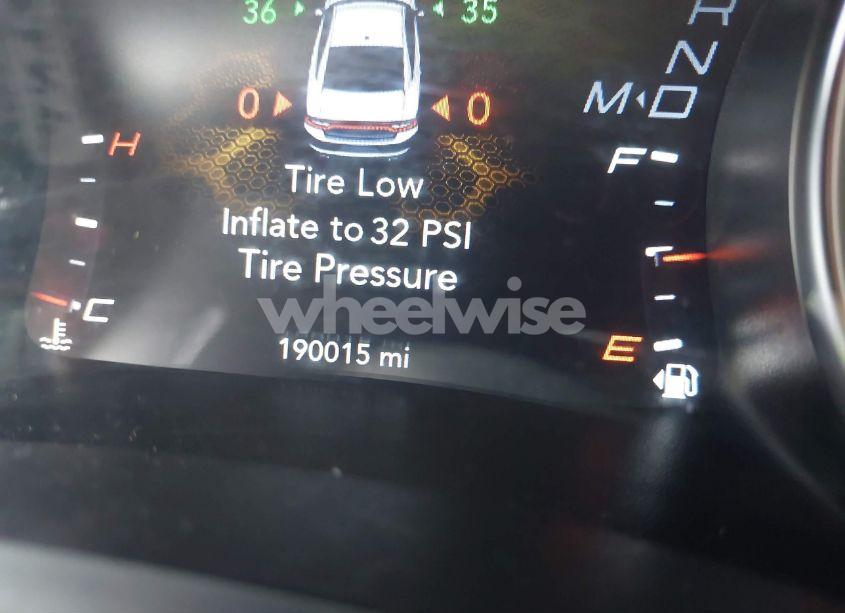 36 35
R
N
0 0
M D
H
F
Tire Low
Inflate to 32 PSI
Tire Pressure
wheelwise
C
190015 mi
E